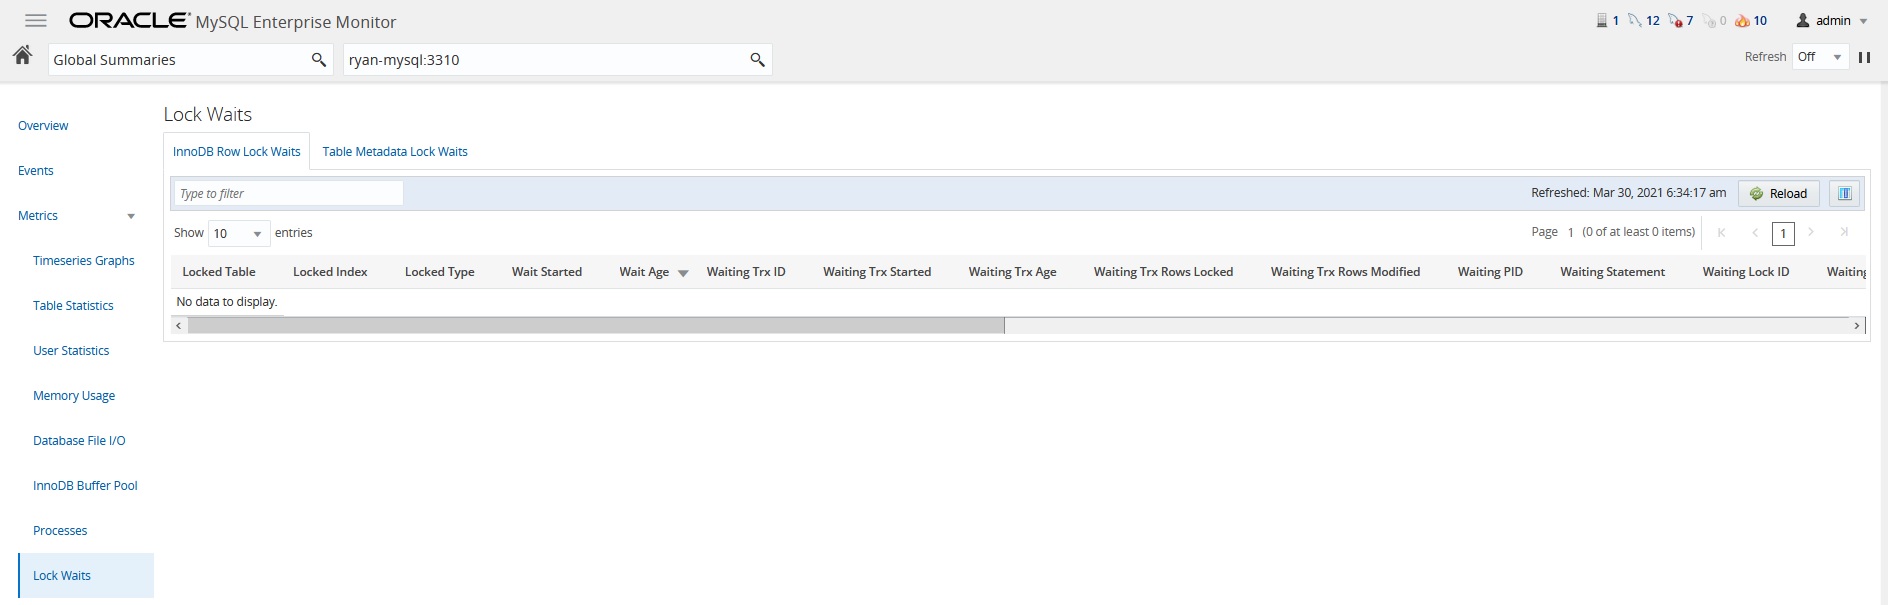 ORACLE MySQL Enterprise Monitor
1 12 7 0 10 admin
Global Summaries
ryan-mysql:3310
Refresh Off
Overview
Events
Metrics
Timeseries Graphs
Table Statistics
User Statistics
Memory Usage
Database File I/O
InnoDB Buffer Pool
Processes
Lock Waits
Lock Waits
InnoDB Row Lock Waits Table Metadata Lock Waits
Type to filter
Refreshed: Mar 30, 2021 6:34:17 am Reload
Show 10 entries
Page 1 (0 of at least 0 items) 1
Locked Table Locked Index Locked Type Wait Started Wait Age Waiting Trx ID Waiting Trx Started Waiting Trx Age Waiting Trx Rows Locked Waiting Trx Rows Modified Waiting PID Waiting Statement Waiting Lock ID Waiting
No data to display.